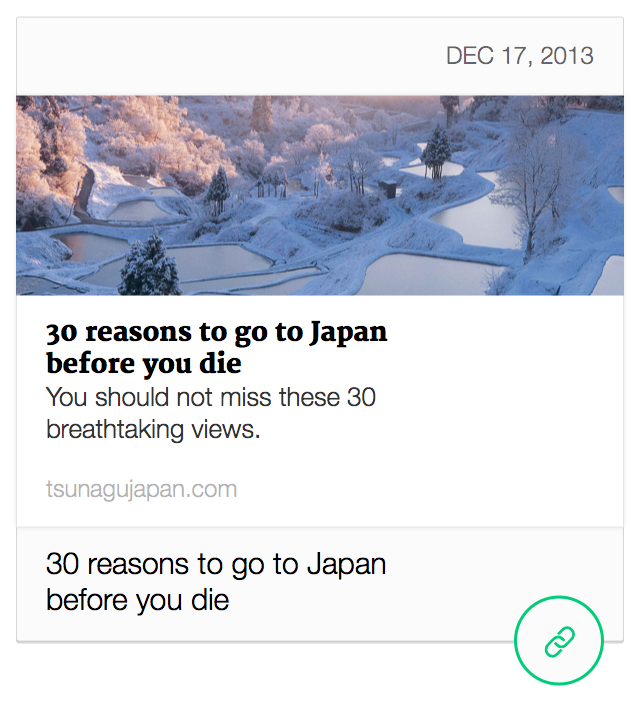 DEC 17, 2013
30 reasons to go to Japan
before you die
You should not miss these 30
breathtaking views.
tsunagujapan.com
30 reasons to go to Japan
before you die